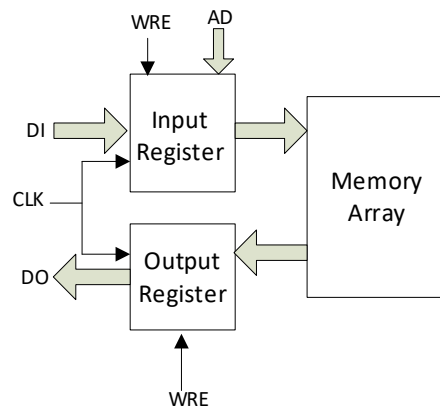 WRE
AD
DI
Input
Register
CLK
Memory
Array
DO
Output
Register
WRE